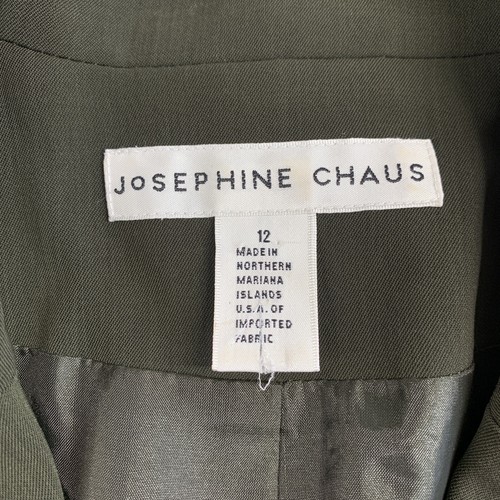 JoSEPHINE CHAUS
12
MADE IN
NORTHERN
MARIANA
ISLANDS
U.S.A. OF
IMPORTED
FABRIC